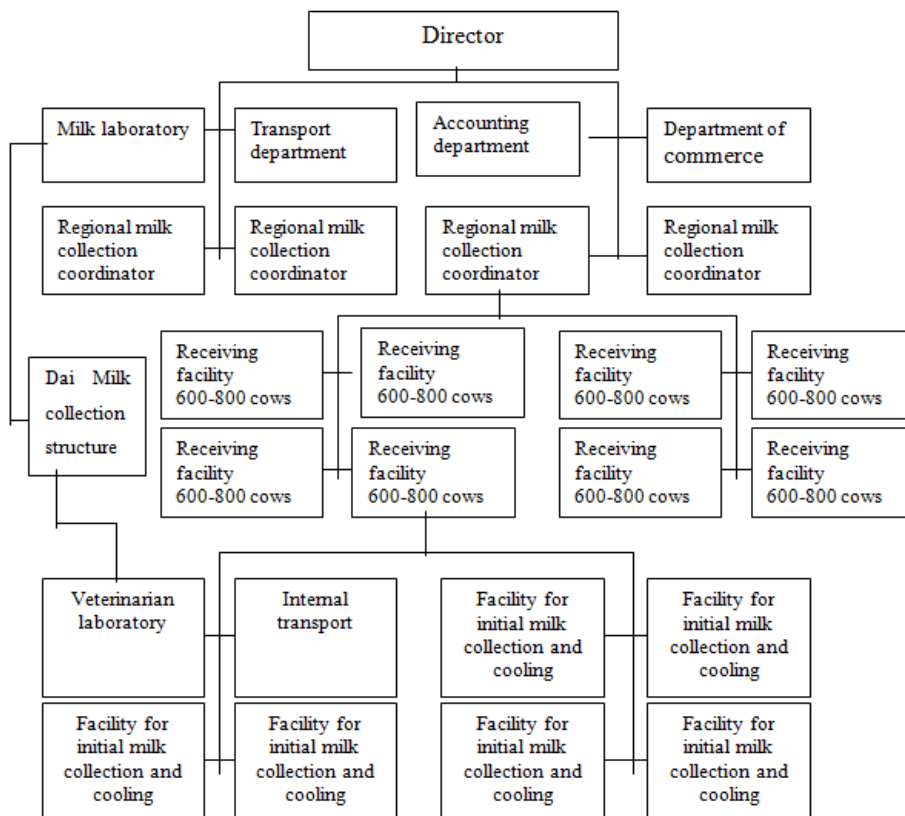 Director
Milk laboratory
Transport
department
Accounting
department
Department of
commerce
Regional milk
collection
coordinator
Regional milk
collection
coordinator
Regional milk
collection
coordinator
Regional milk
collection
coordinator
Dai Milk
collection
structure
Receiving
facility
600-800 cows
Receiving
facility
600-800 cows
Receiving
facility
600-800 cows
Receiving
facility
600-800 cows
Receiving
facility
600-800 cows
Receiving
facility
600-800 cows
Receiving
facility
600-800 cows
Receiving
facility
600-800 cows
Veterinarian
laboratory
Internal
transport
Facility for
initial milk
collection and
cooling
Facility for
initial milk
collection and
cooling
Facility for
initial milk
collection and
cooling
Facility for
initial milk
collection and
cooling
Facility for
initial milk
collection and
cooling
Facility for
initial milk
collection and
cooling